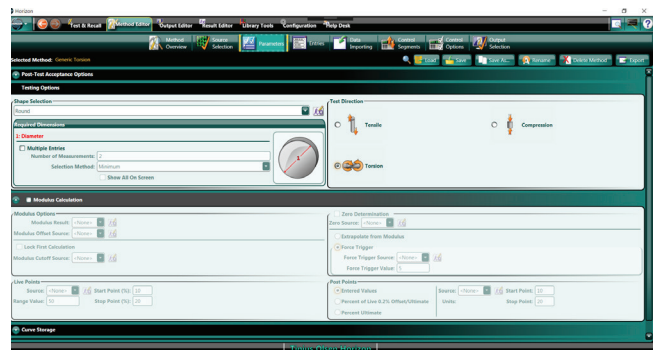 Horizon
Test & Recall Method Editor Output Editor Result Editor Library Tools Configuration Help Desk
Method Overview Source Selection Parameters Entries Data Importing Control Segments Control Options Output Selection
Selected Method: Generic Torsion Load Save Save As... Rename Delete Method Export
Post-Test Acceptance Options
Testing Options
Shape Selection
Round
Required Dimensions
1: Diameter
Multiple Entries
Number of Measurements: 2
Selection Method: Minimum
Show All On Screen
1
Test Direction
Tensile Compression
Torsion
Modulus Calculation
Modulus Options
Modulus Result: <None>
Modulus Offset Source: <None>
Lock First Calculation
Modulus Cutoff Source: <None>
Zero Determination
Zero Source: <None>
Extrapolate from Modulus
Force Trigger
Force Trigger Source: <None>
Force Trigger Value: 5
Live Points
Source: <None> Start Point (%): 10
Range Value: 50 Stop Point (%): 20
Post Points
Entered Values Source: <None> Start Point: 10
Percent of Live 0.2% Offset/Ultimate Units: Stop Point: 20
Percent Ultimate
Curve Storage
Tinius Olsen Horizon